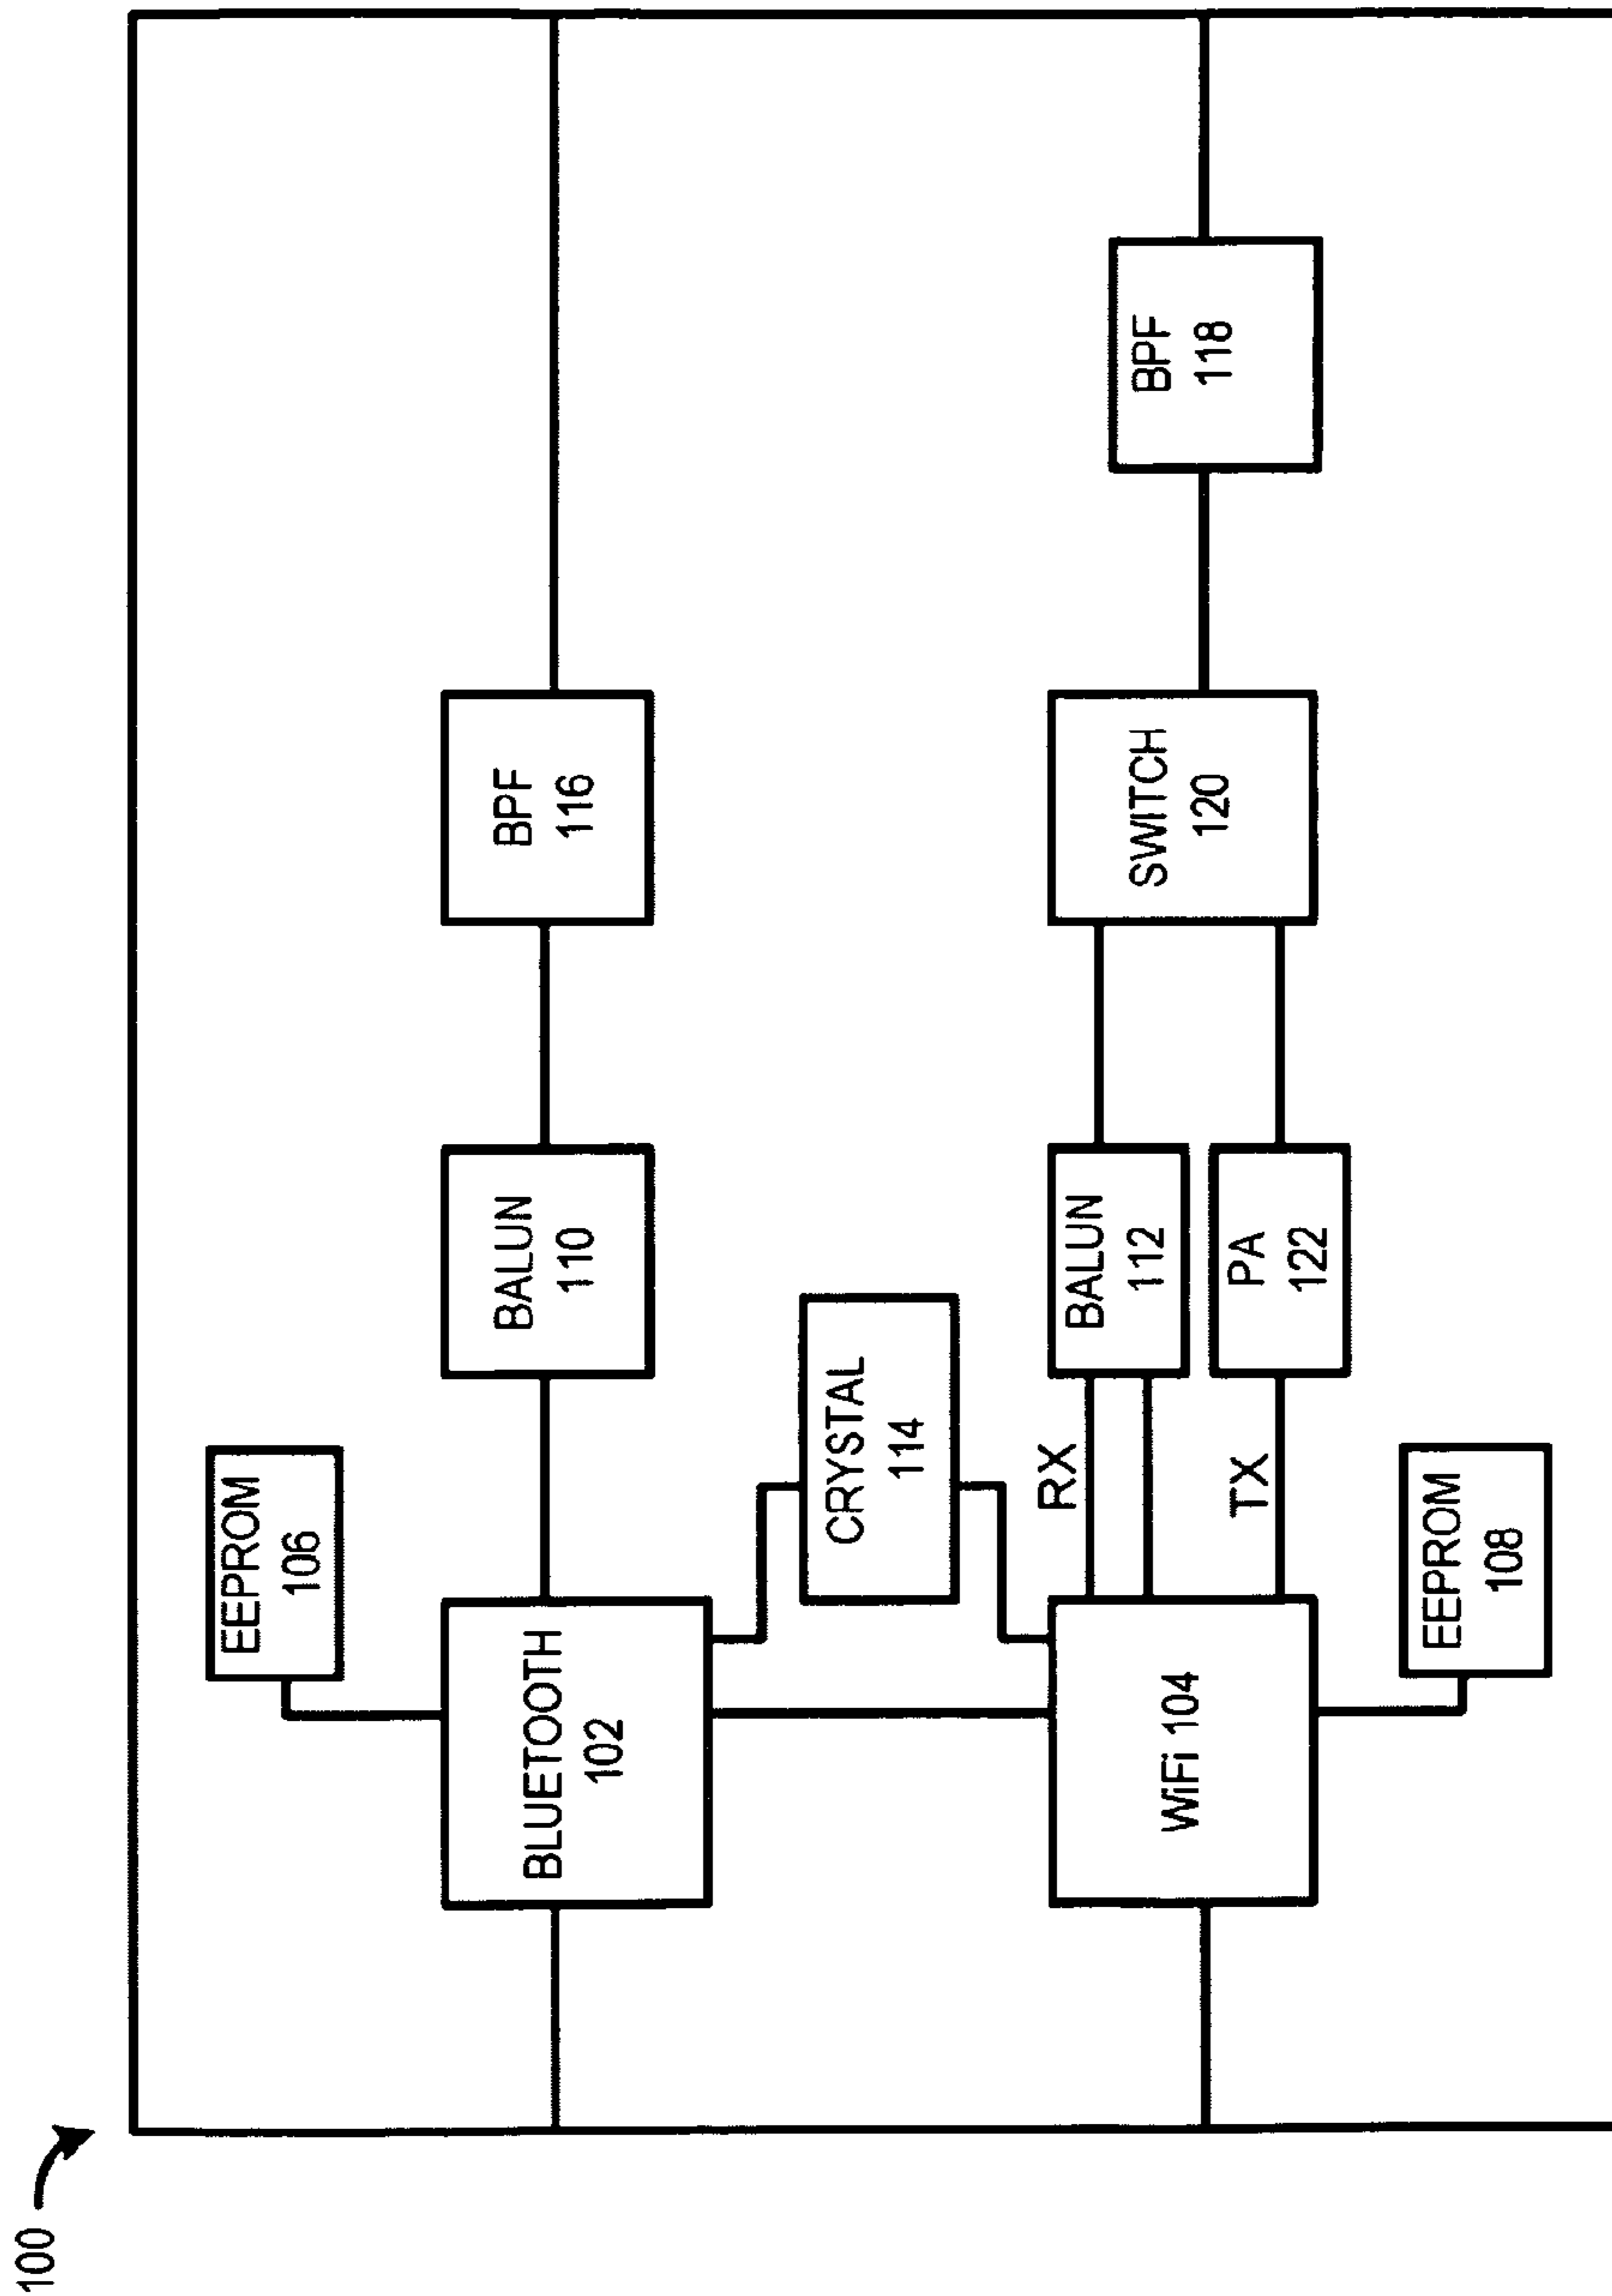 100
EEPROM
106
BLUETOOTH
102
BALUN
110
BPF
116
CRYSTAL
114
WiFi 104
RX
TX
BALUN
112
PA
122
SWITCH
120
BPF
118
EEPROM
108